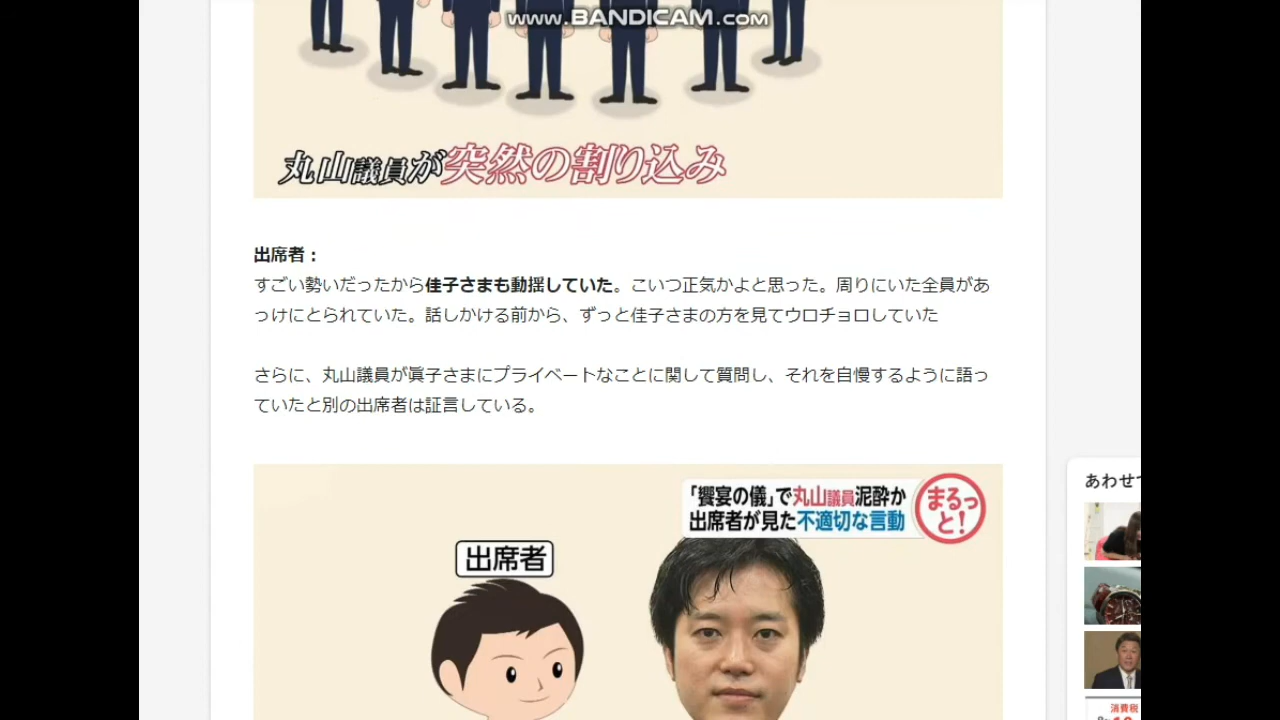 www.BANDICAM.com
丸山議員が突然の割り込み
出席者：
すごい勢いだったから佳子さまも動揺していた。こいつ正気かよと思った。周りにいた全員があ
っけにとられていた。話しかける前から、ずっと佳子さまの方を見てウロチョロしていた
さらに、丸山議員が眞子さまにプライベートなことに関して質問し、それを自慢するように語っ
ていたと別の出席者は証言している。
「饗宴の儀」で丸山議員泥酔か
出席者が見た不適切な言動
まるっ
と！
出席者
あわせ
消費税